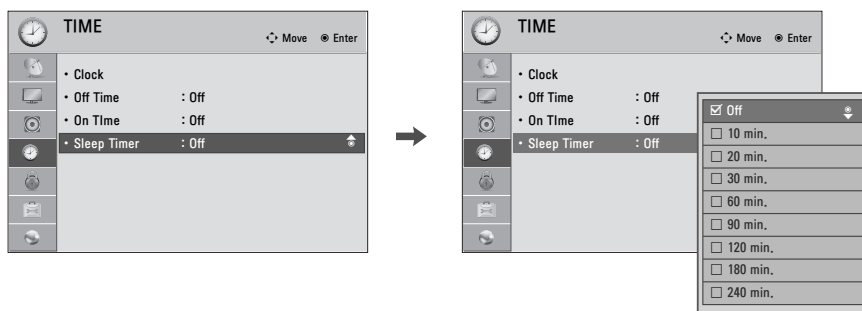 TIME
Move Enter
• Clock
• Off Time : Off
• On TIme : Off
• Sleep Timer : Off
TIME
Move Enter
• Clock
• Off Time : Off
• On TIme : Off
• Sleep Timer : Off
☑ Off
☐ 10 min.
☐ 20 min.
☐ 30 min.
☐ 60 min.
☐ 90 min.
☐ 120 min.
☐ 180 min.
☐ 240 min.